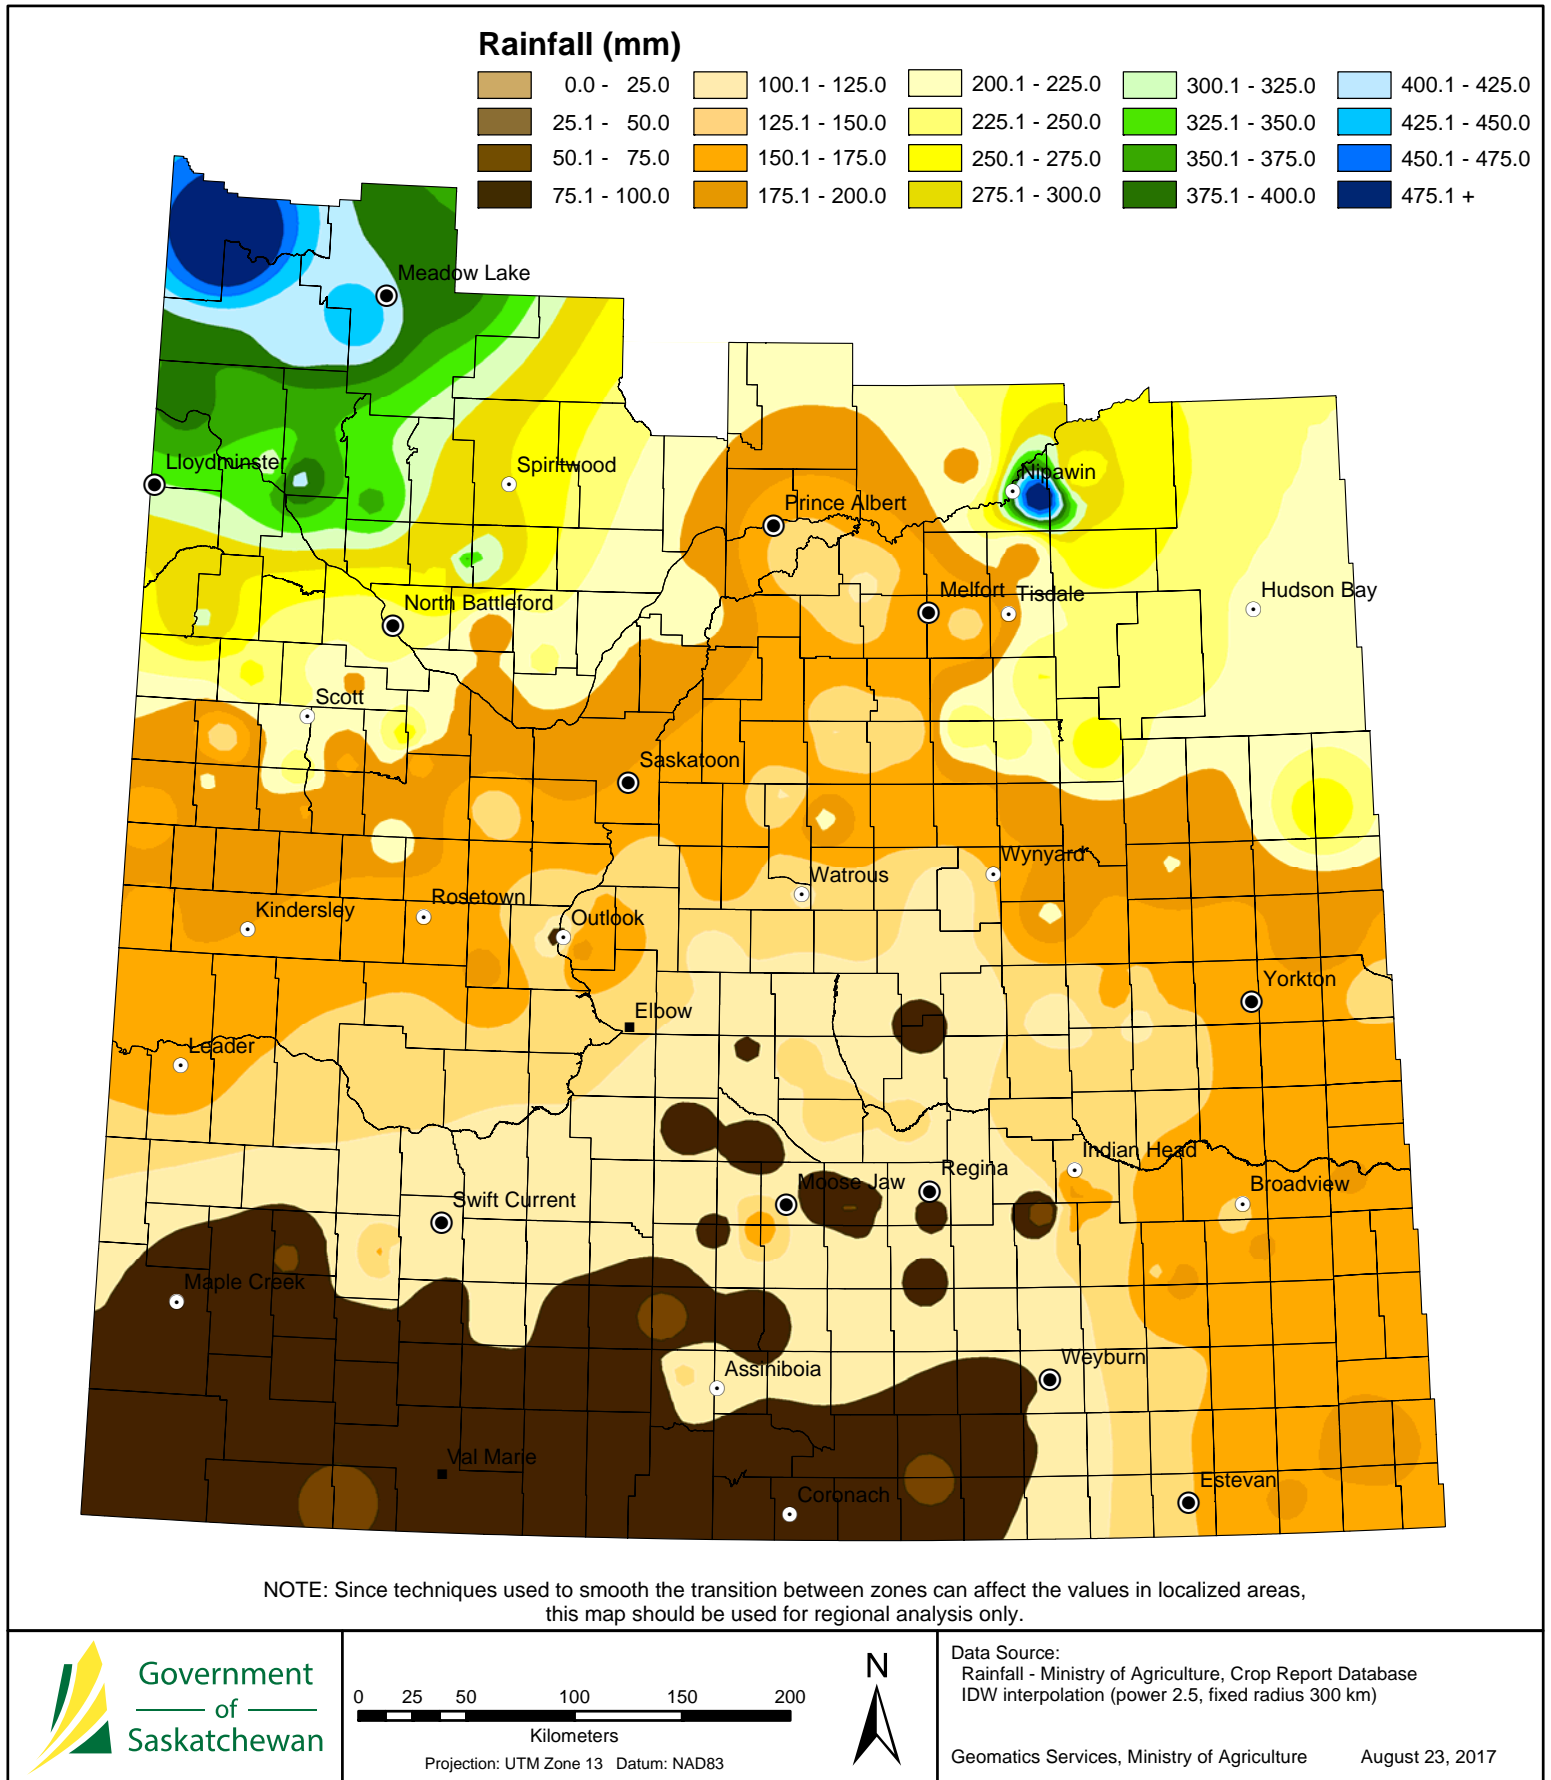 Rainfall (mm)
0.0 - 25.0
25.1 - 50.0
50.1 - 75.0
75.1 - 100.0
100.1 - 125.0
125.1 - 150.0
150.1 - 175.0
175.1 - 200.0
200.1 - 225.0
225.1 - 250.0
250.1 - 275.0
275.1 - 300.0
300.1 - 325.0
325.1 - 350.0
350.1 - 375.0
375.1 - 400.0
400.1 - 425.0
425.1 - 450.0
450.1 - 475.0
475.1 +
Meadow Lake
Lloydminster
Spiritwood
Nipawin
Prince Albert
North Battleford
Melfort
Tisdale
Hudson Bay
Scott
Saskatoon
Watrous
Wynyard
Kindersley
Rosetown
Outlook
Yorkton
Elbow
Leader
Indian Head
Regina
Moose Jaw
Broadview
Swift Current
Maple Creek
Assiniboia
Weyburn
Val Marie
Coronach
Estevan
NOTE: Since techniques used to smooth the transition between zones can affect the values in localized areas,
this map should be used for regional analysis only.
Government
of
Saskatchewan
0 25 50 100 150 200
Kilometers
Projection: UTM Zone 13 Datum: NAD83
N
Data Source:
Rainfall - Ministry of Agriculture, Crop Report Database
IDW interpolation (power 2.5, fixed radius 300 km)
Geomatics Services, Ministry of Agriculture August 23, 2017